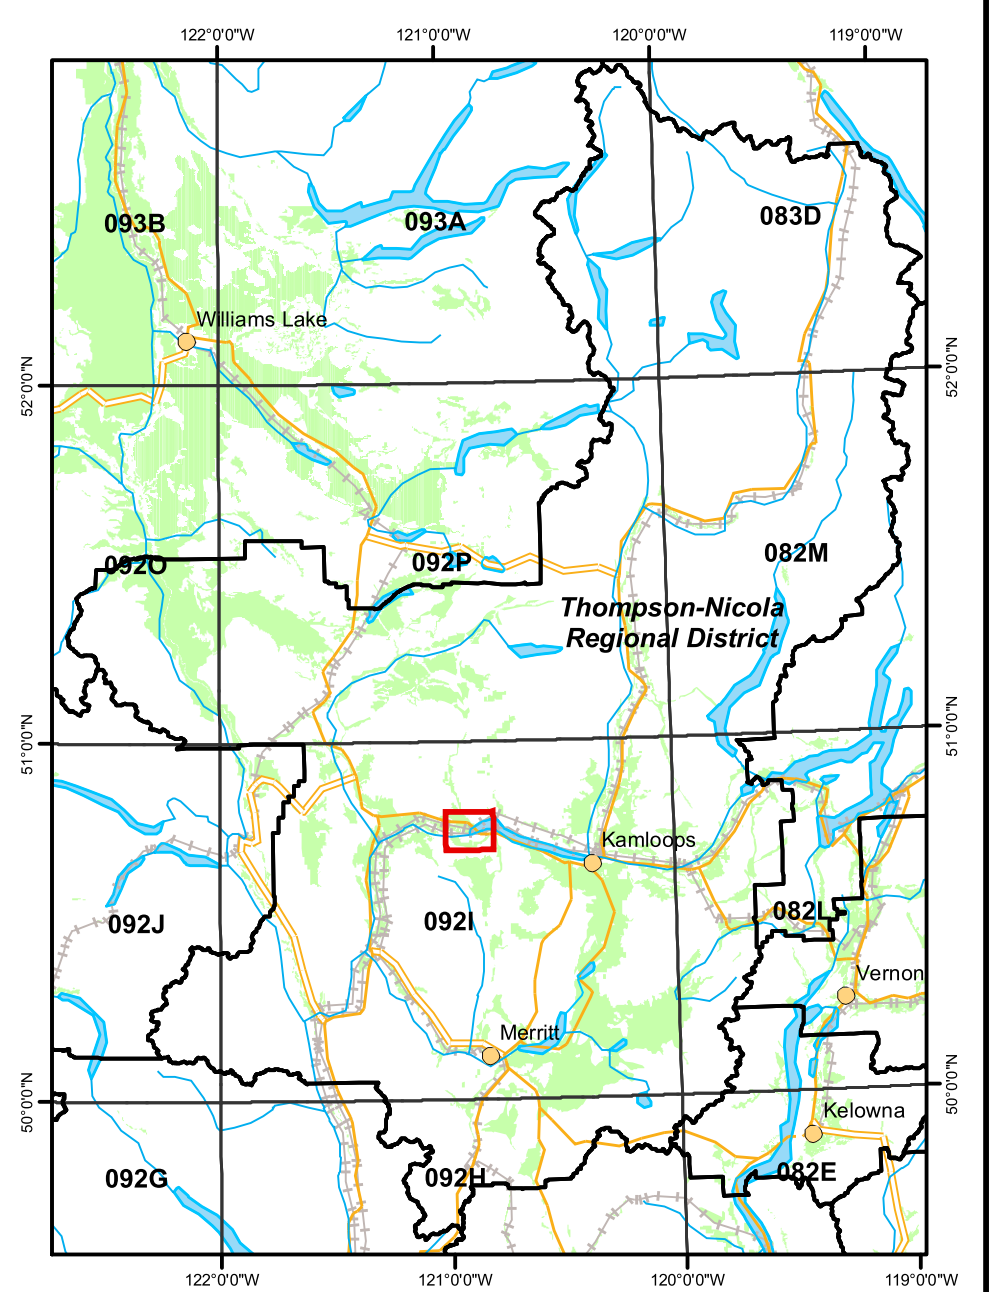 122°0'0"W
121°0'0"W
120°0'0"W
119°0'0"W
093B
093A
083D
Williams Lake
52°0'0"N
52°0'0"N
092O
092P
082M
Thompson-Nicola
Regional District
51°0'0"N
51°0'0"N
Kamloops
092J
092I
082L
Vernon
Merritt
50°0'0"N
50°0'0"N
Kelowna
092G
092H
082E
122°0'0"W
121°0'0"W
120°0'0"W
119°0'0"W